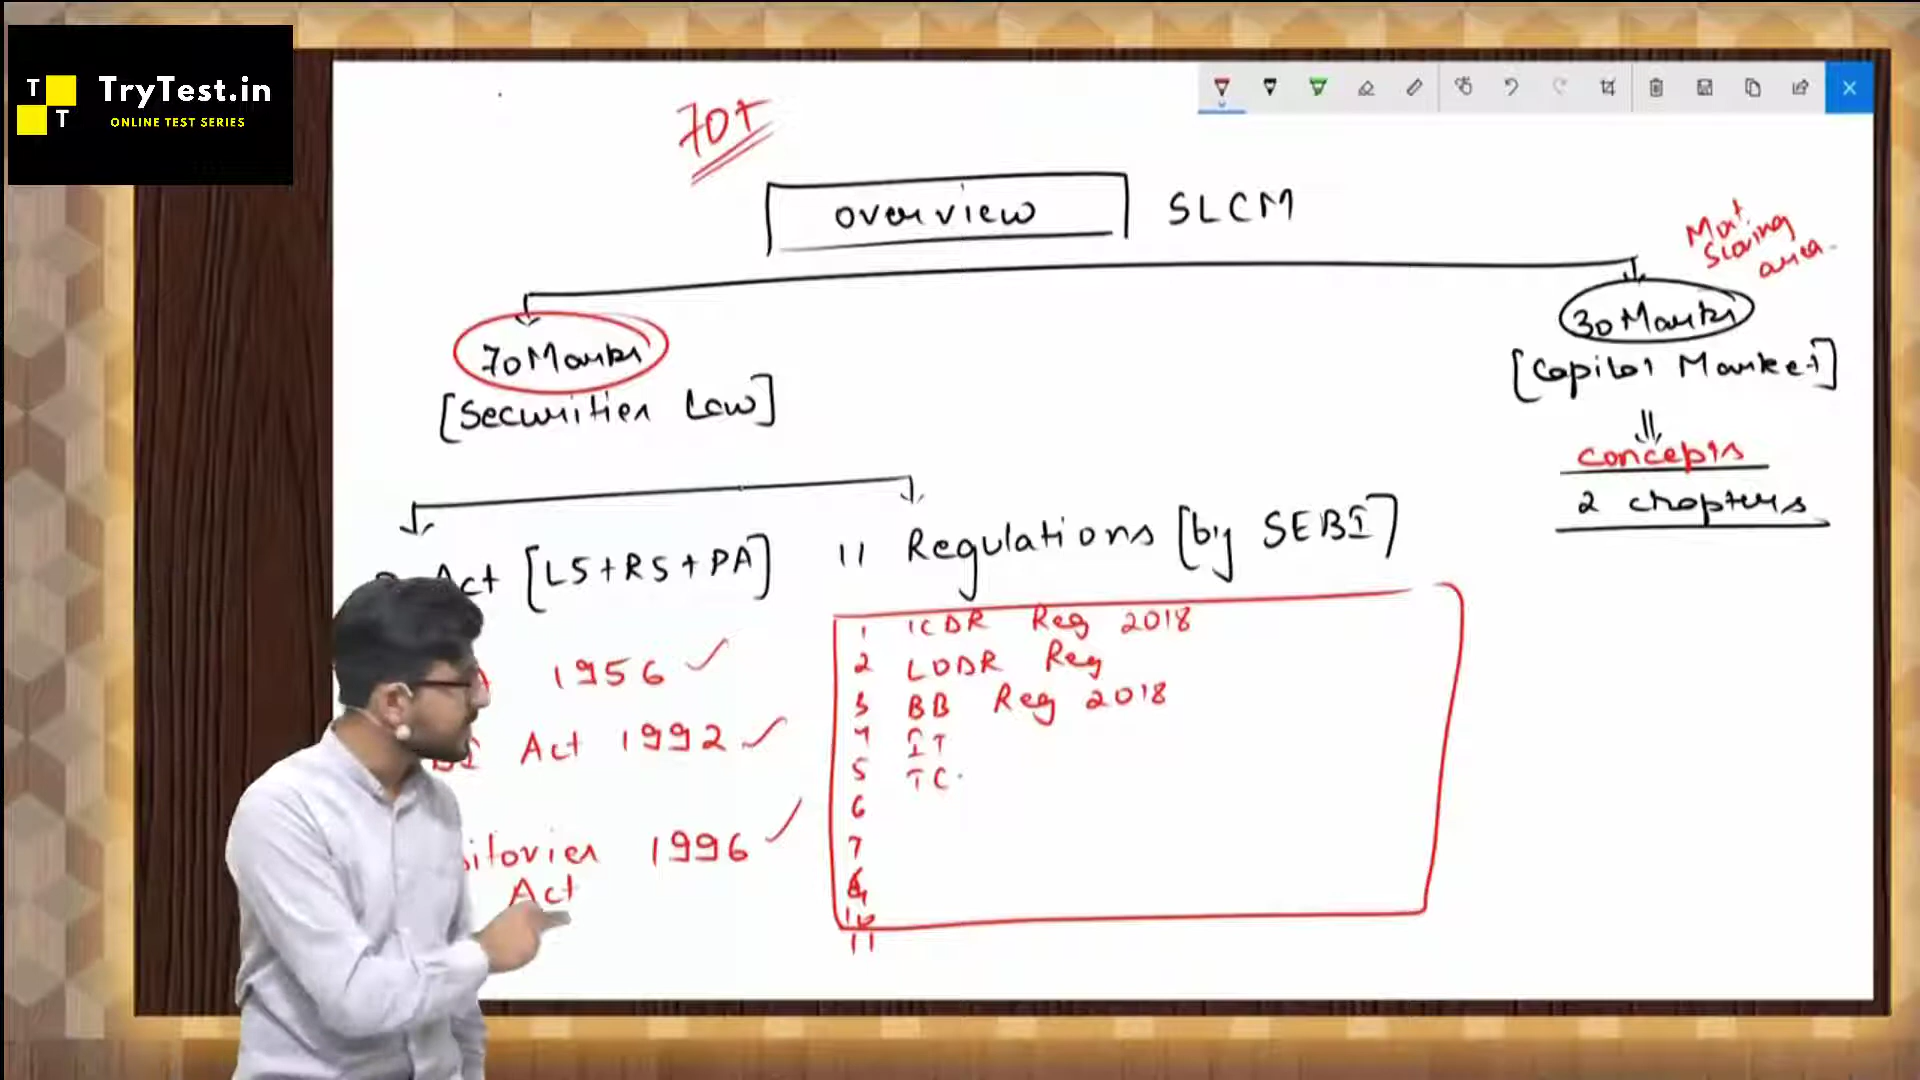 TryTest.in
T T
ONLINE TEST SERIES
70+
overview SLCM
Most
Scoring
area
70 Marks
[Securities Law]
30 Marks
[Capital Market]
concepts
2 chapters
Act [LS+RS+PA]
11 Regulations [by SEBI]
1956
Act 1992
1996
Act
1 ICDR Reg 2018
2 LODR Reg
3 BB Reg 2018
4 IT
5 TC
6
7
10
11